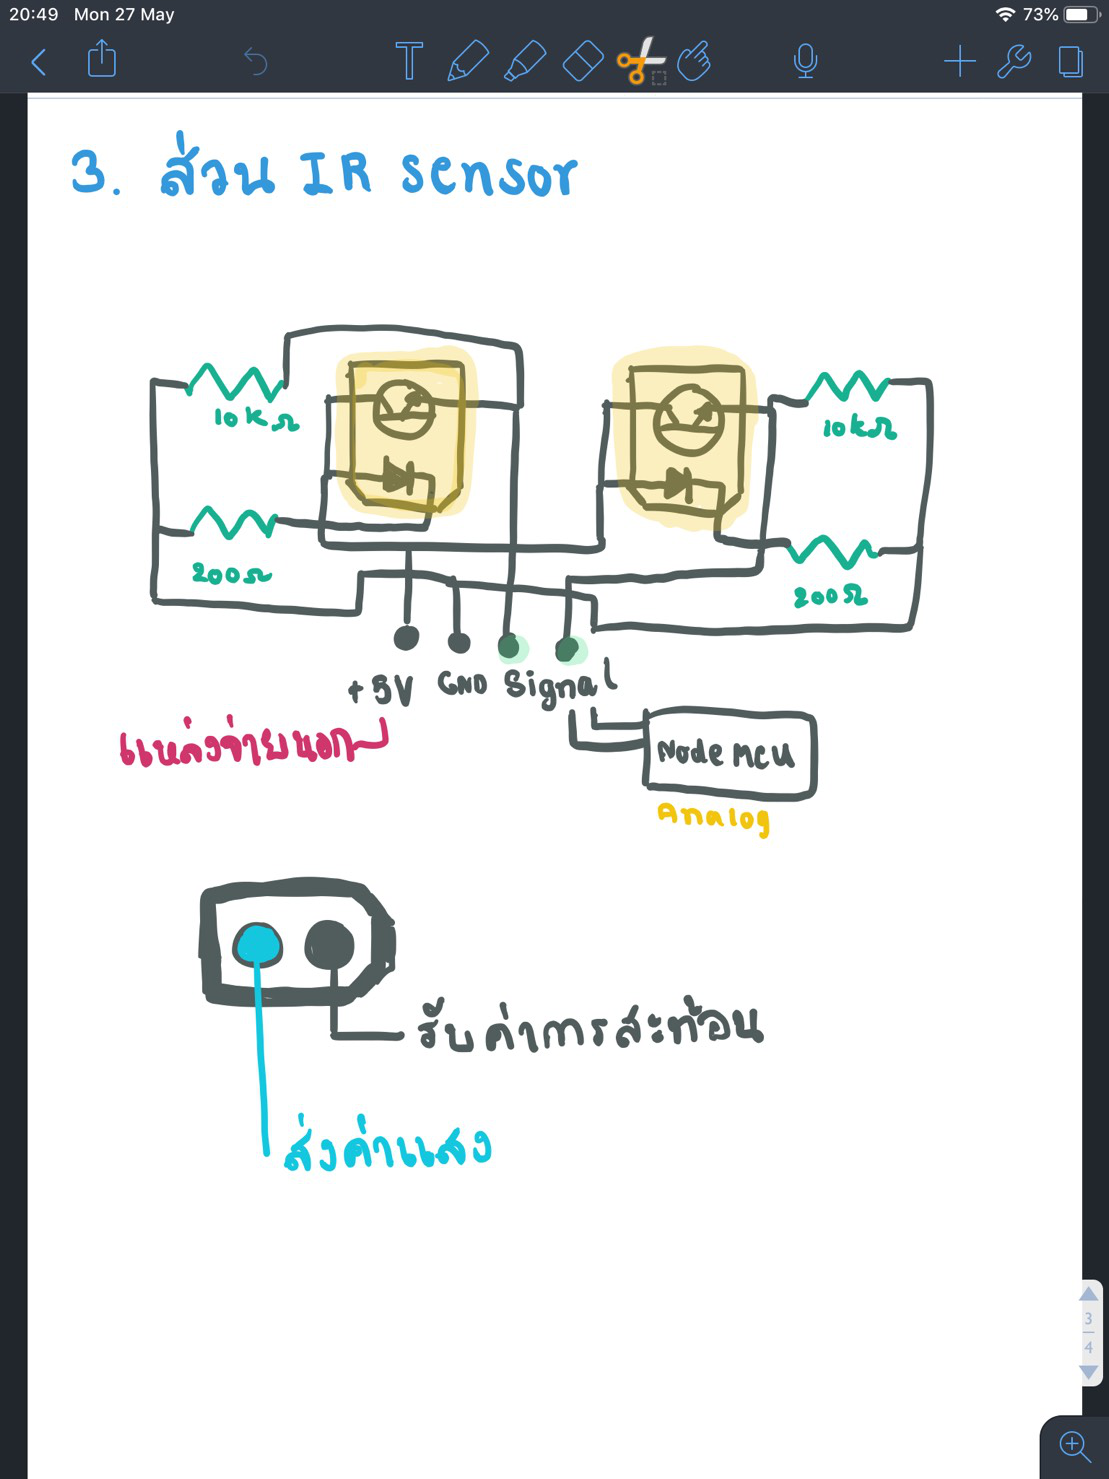 20:49 Mon 27 May 73%
3. ส่วน IR sensor
10kΩ
10kΩ
200Ω
200Ω
+5V GND Signal
แหล่งจ่ายนอก
Node MCU
Analog
รับค่าการสะท้อน
ส่งค่าแสง
3
4